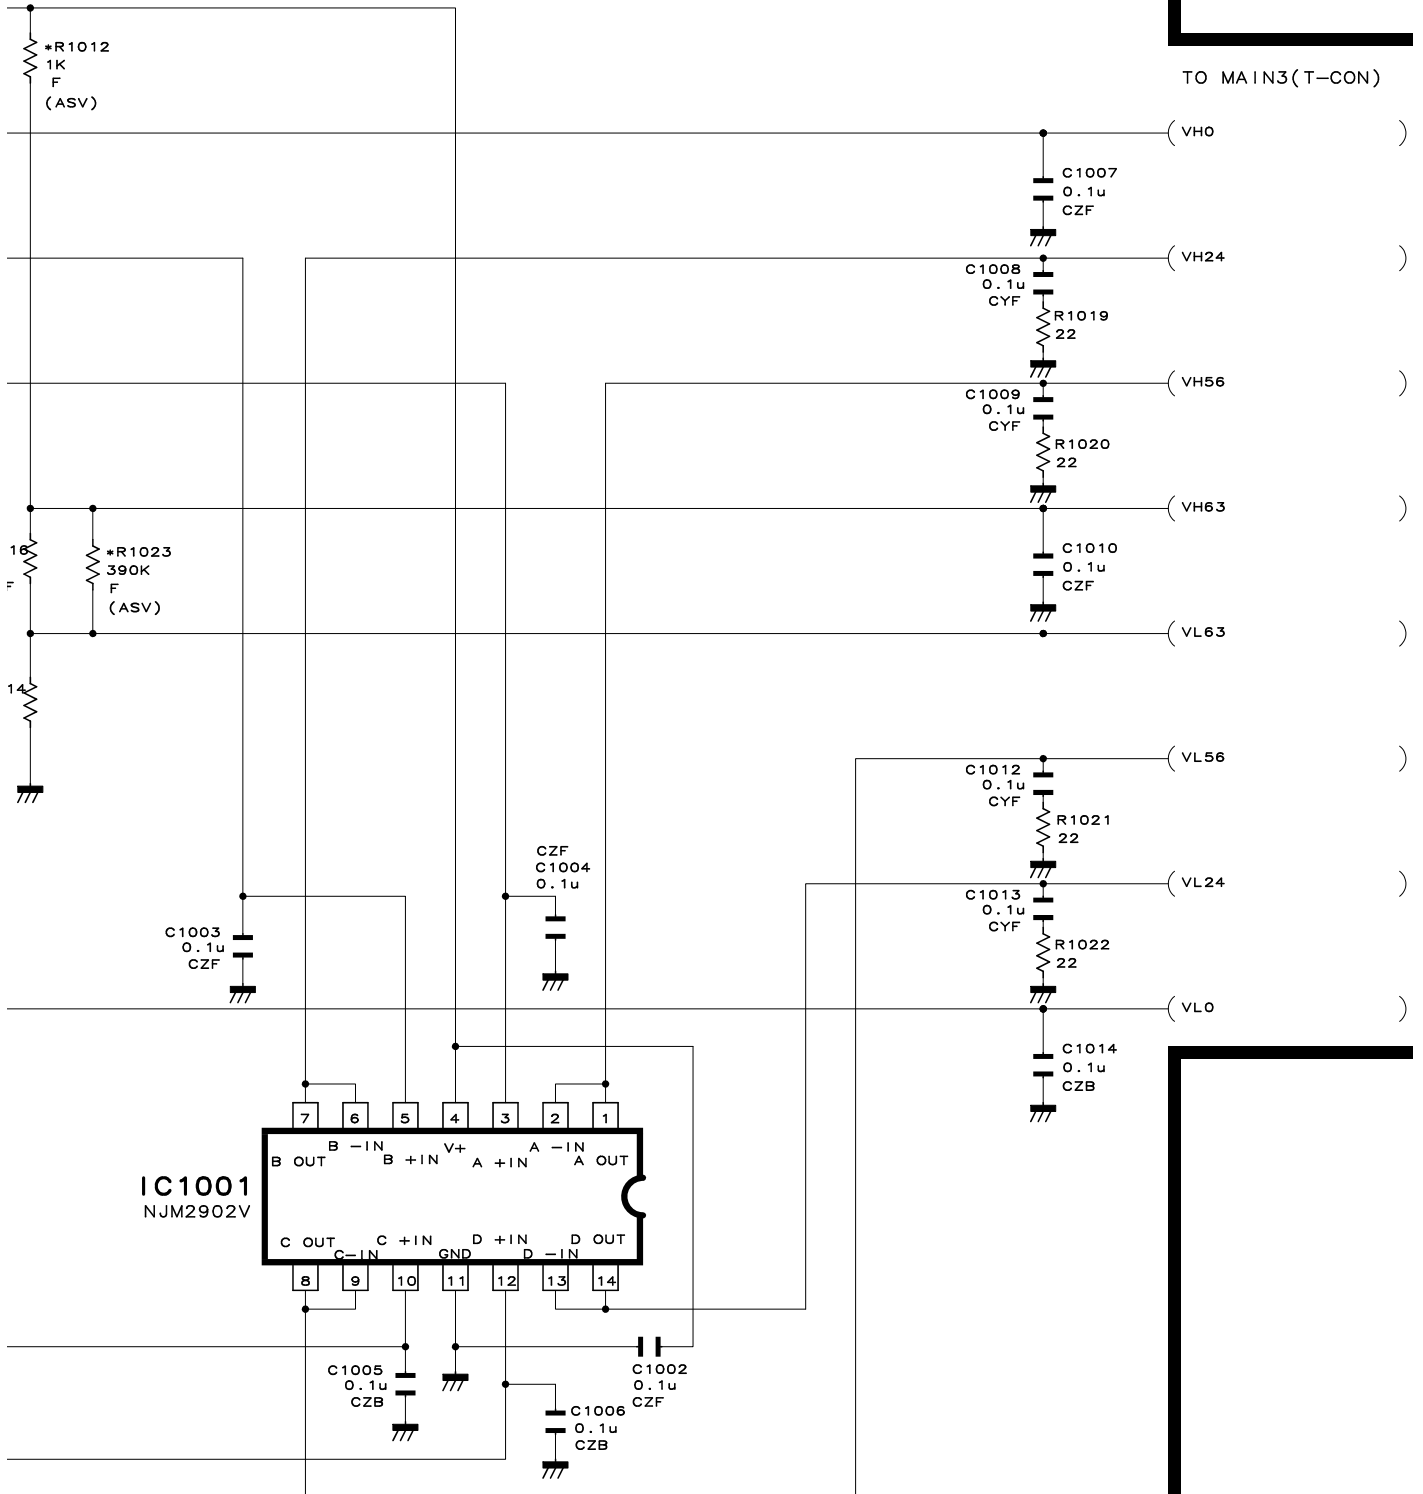 *R1012
1K
F
(ASV)
TO MAIN3(T-CON)
VH0
C1007
0.1u
CZF
VH24
C1008
0.1u
CYF
R1019
22
VH56
C1009
0.1u
CYF
R1020
22
VH63
16
F
*R1023
390K
F
(ASV)
C1010
0.1u
CZF
VL63
14
VL56
C1012
0.1u
CYF
R1021
22
CZF
C1004
0.1u
VL24
C1013
0.1u
CYF
R1022
22
C1003
0.1u
CZF
VL0
C1014
0.1u
CZB
7 6 5 4 3 2 1
B OUT
B -IN
B +IN
V+
A +IN
A -IN
A OUT
IC1001
NJM2902V
C OUT
C-IN
C +IN
GND
D +IN
D -IN
D OUT
8 9 10 11 12 13 14
C1005
0.1u
CZB
C1002
0.1u
CZF
C1006
0.1u
CZB